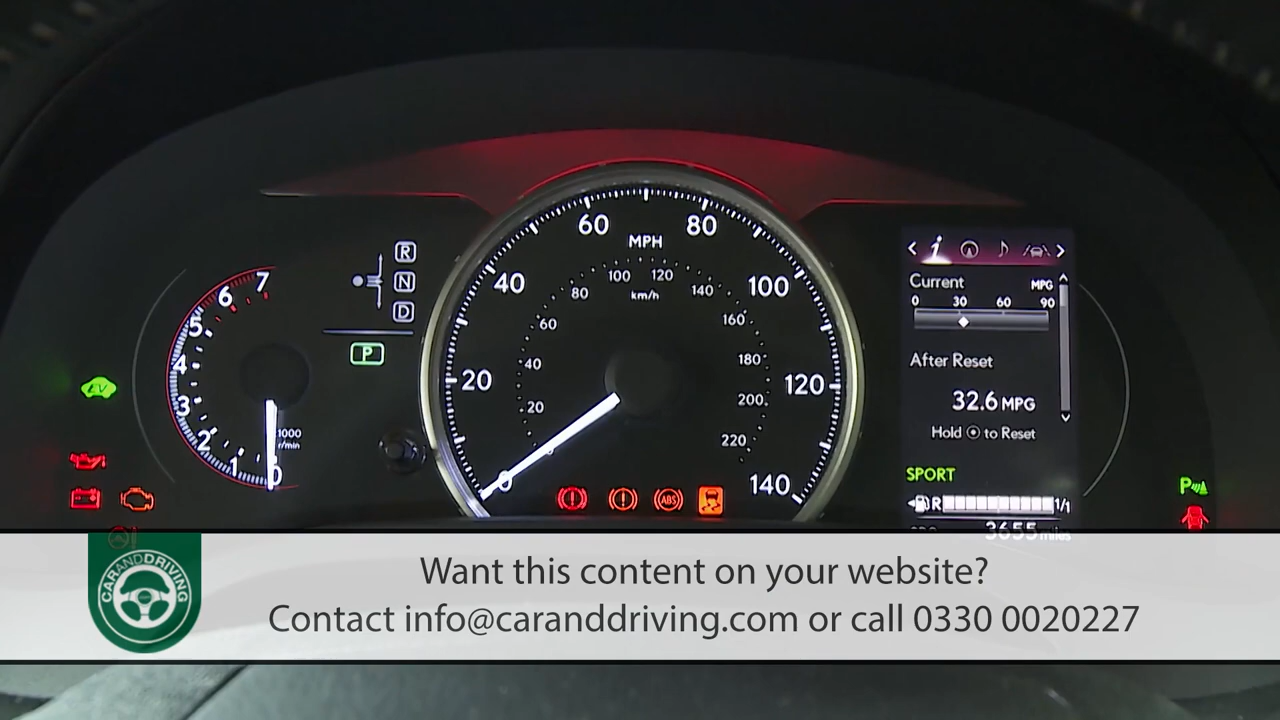 7
6
5
4
3
2
1
0
1000
r/min
R
N
D
P
EV
60
80
MPH
40
100
20
120
0
140
100 120
80
140
km/h
60
160
40
180
20
200
220
ABS
Current MPG
0 30 60 90
After Reset
32.6 MPG
Hold to Reset
SPORT
R 1/1
3655 miles
P
CARANDDRIVING
Want this content on your website?
Contact info@caranddriving.com or call 0330 0020227